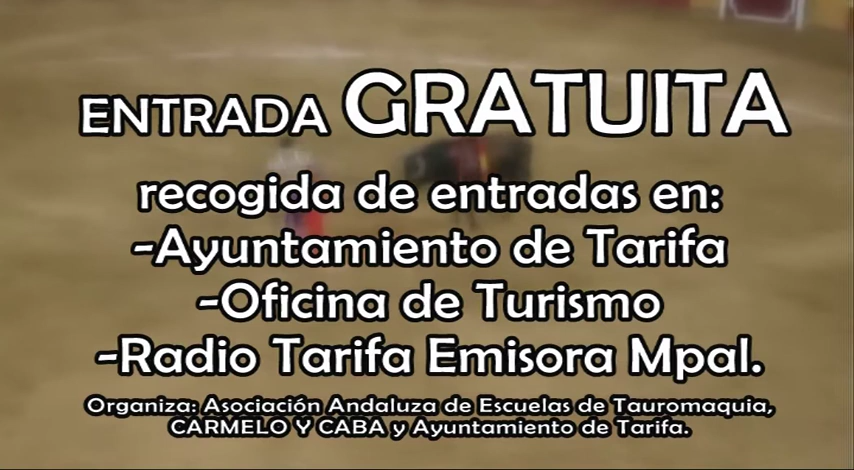 ENTRADA GRATUITA
recogida de entradas en:
-Ayuntamiento de Tarifa
-Oficina de Turismo
-Radio Tarifa Emisora Mpal.
Organiza: Asociación Andaluza de Escuelas de Tauromaquia,
CARMELO Y CABA y Ayuntamiento de Tarifa.